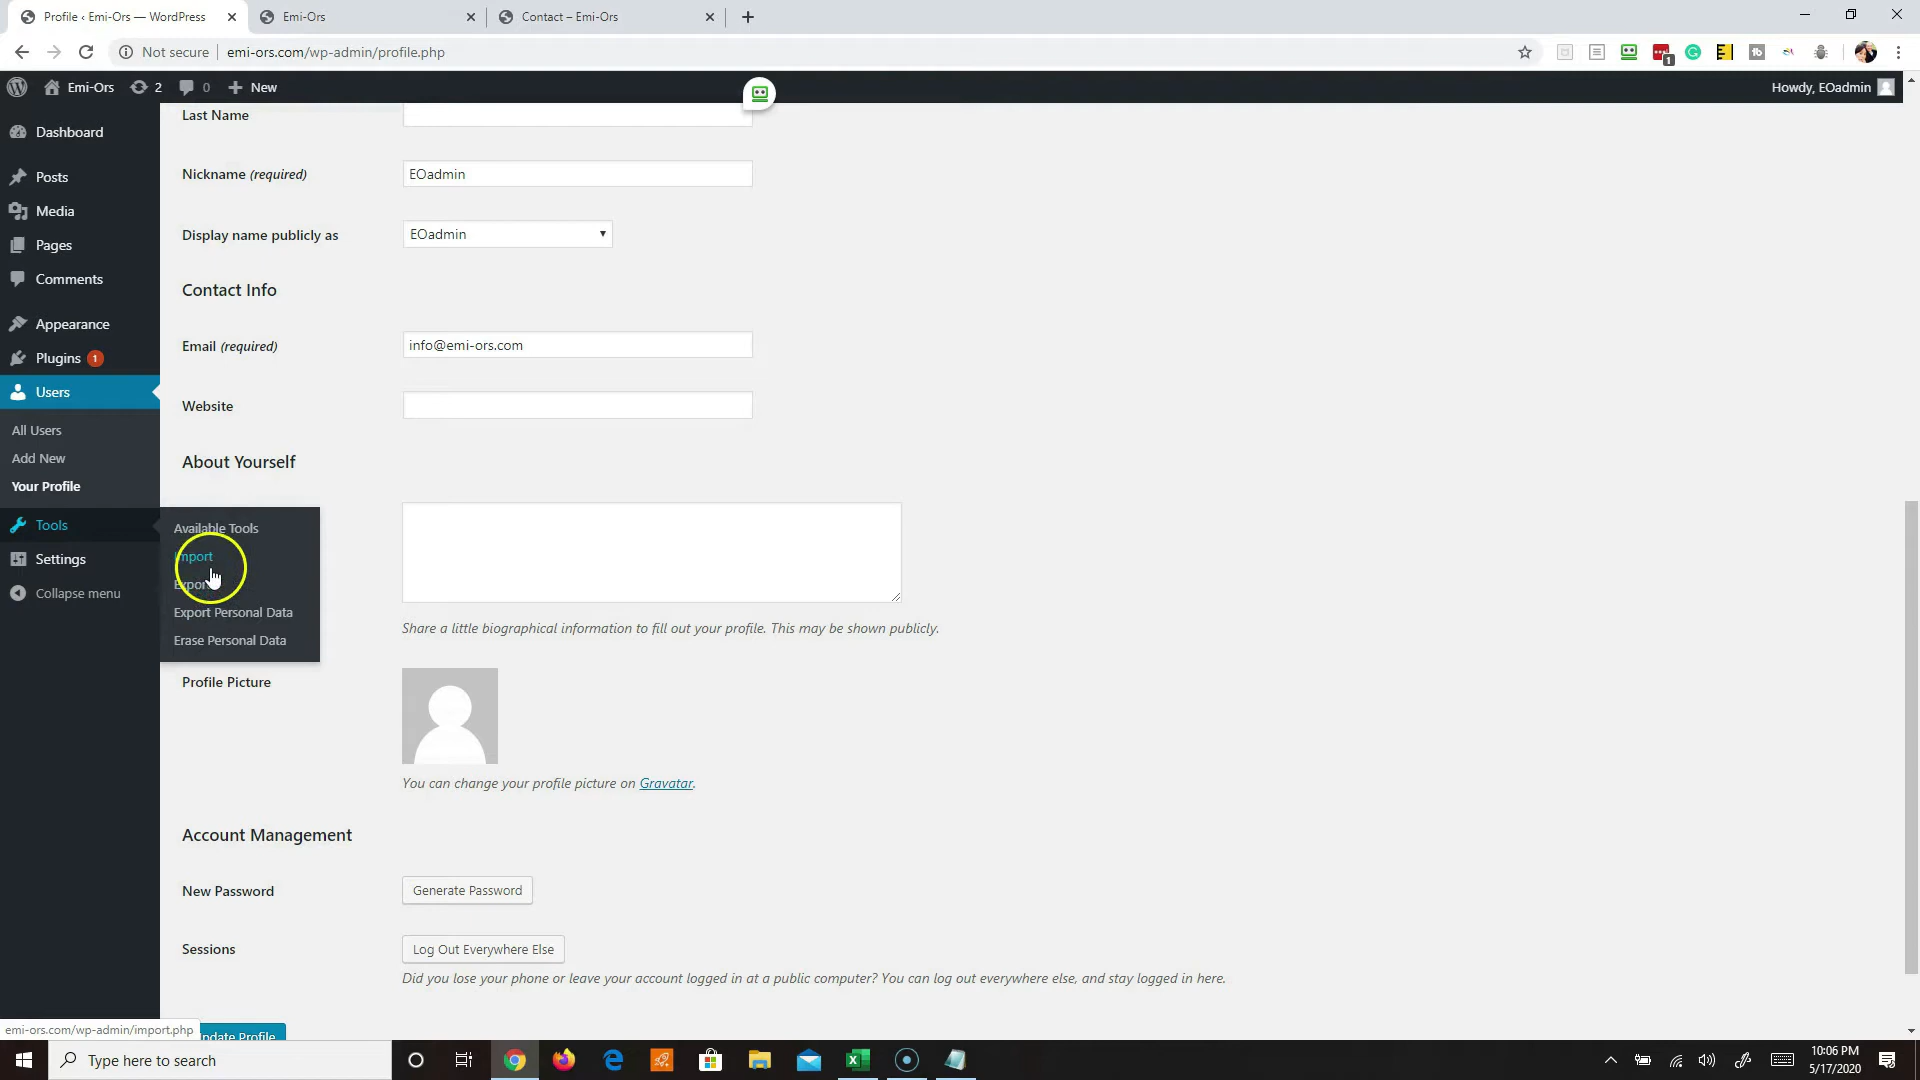 Profile ‹ Emi-Ors — WordPress
Emi-Ors
Contact – Emi-Ors
Not secure
emi-ors.com/wp-admin/profile.php
1
Emi-Ors
2
0
New
Howdy, EOadmin
Dashboard
Posts
Media
Pages
Comments
Appearance
Plugins 1
Users
All Users
Add New
Your Profile
Tools
Settings
Collapse menu
Available Tools
Import
Export
Export Personal Data
Erase Personal Data
Last Name
Nickname (required)
EOadmin
Display name publicly as
EOadmin
Contact Info
Email (required)
info@emi-ors.com
Website
About Yourself
Share a little biographical information to fill out your profile. This may be shown publicly.
Profile Picture
You can change your profile picture on Gravatar.
Account Management
New Password
Generate Password
Sessions
Log Out Everywhere Else
Did you lose your phone or leave your account logged in at a public computer? You can log out everywhere else, and stay logged in here.
Update Profile
emi-ors.com/wp-admin/import.php
Type here to search
10:06 PM
5/17/2020